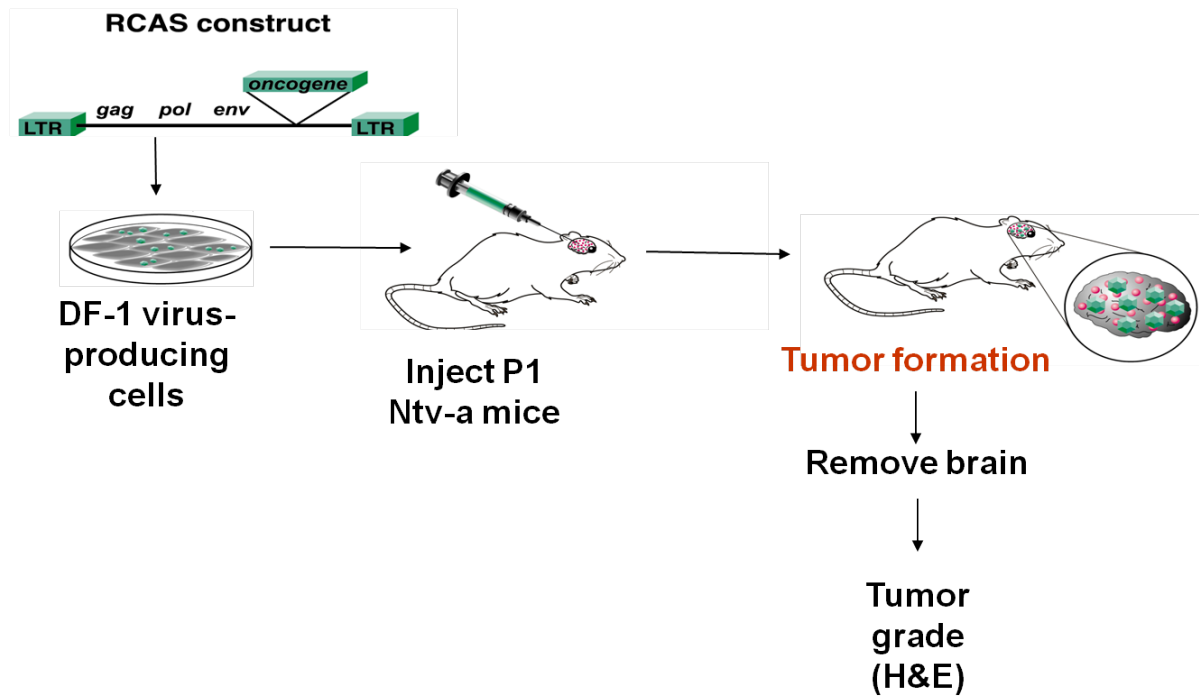 RCAS construct
oncogene
gag pol env
LTR LTR
DF-1 virus-
producing
cells
Inject P1
Ntv-a mice
Tumor formation
Remove brain
Tumor
grade
(H&E)